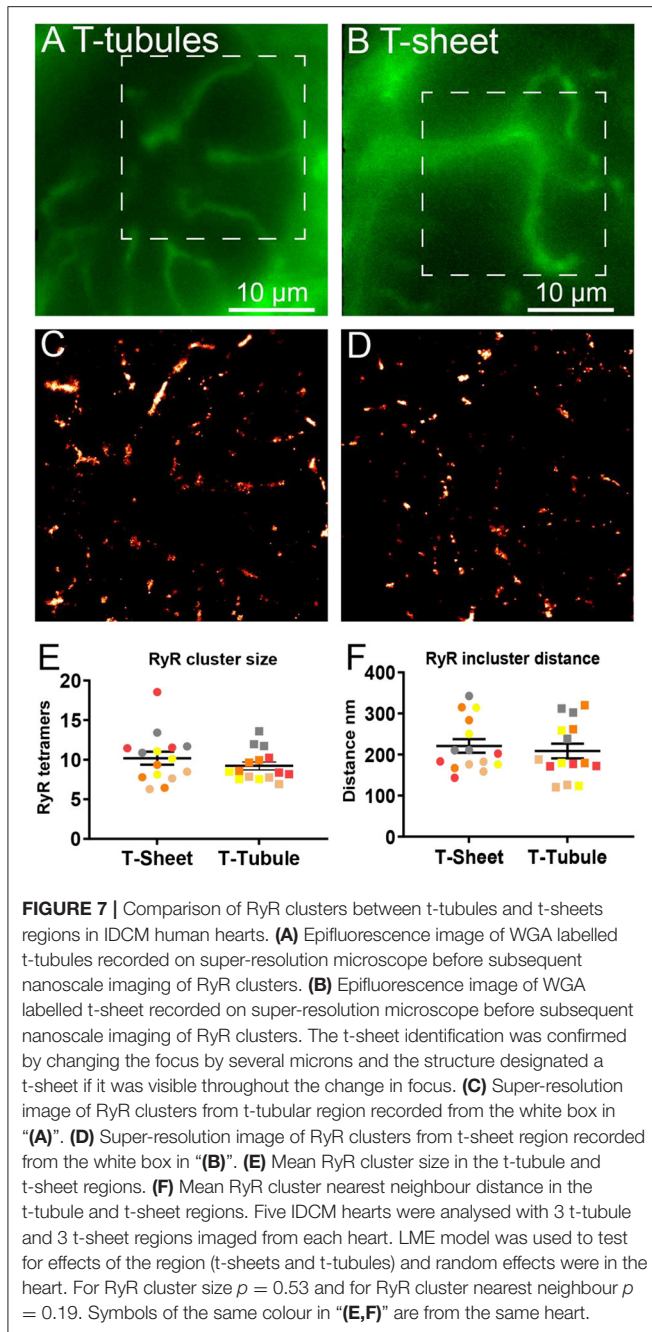 A T-tubules
B T-sheet
10 µm
10 µm
C
D
E
RyR cluster size
RyR tetramers
20
15
10
5
0
T-Sheet
T-Tubule
F
RyR incluster distance
Distance nm
400
300
200
100
0
T-Sheet
T-Tubule
FIGURE 7 | Comparison of RyR clusters between t-tubules and t-sheets
regions in IDCM human hearts. (A) Epifluorescence image of WGA labelled
t-tubules recorded on super-resolution microscope before subsequent
nanoscale imaging of RyR clusters. (B) Epifluorescence image of WGA
labelled t-sheet recorded on super-resolution microscope before subsequent
nanoscale imaging of RyR clusters. The t-sheet identification was confirmed
by changing the focus by several microns and the structure designated a
t-sheet if it was visible throughout the change in focus. (C) Super-resolution
image of RyR clusters from t-tubular region recorded from the white box in
“(A)”. (D) Super-resolution image of RyR clusters from t-sheet region recorded
from the white box in “(B)”. (E) Mean RyR cluster size in the t-tubule and
t-sheet regions. (F) Mean RyR cluster nearest neighbour distance in the
t-tubule and t-sheet regions. Five IDCM hearts were analysed with 3 t-tubule
and 3 t-sheet regions imaged from each heart. LME model was used to test
for effects of the region (t-sheets and t-tubules) and random effects were in the
heart. For RyR cluster size p = 0.53 and for RyR cluster nearest neighbour p
= 0.19. Symbols of the same colour in “(E,F)” are from the same heart.